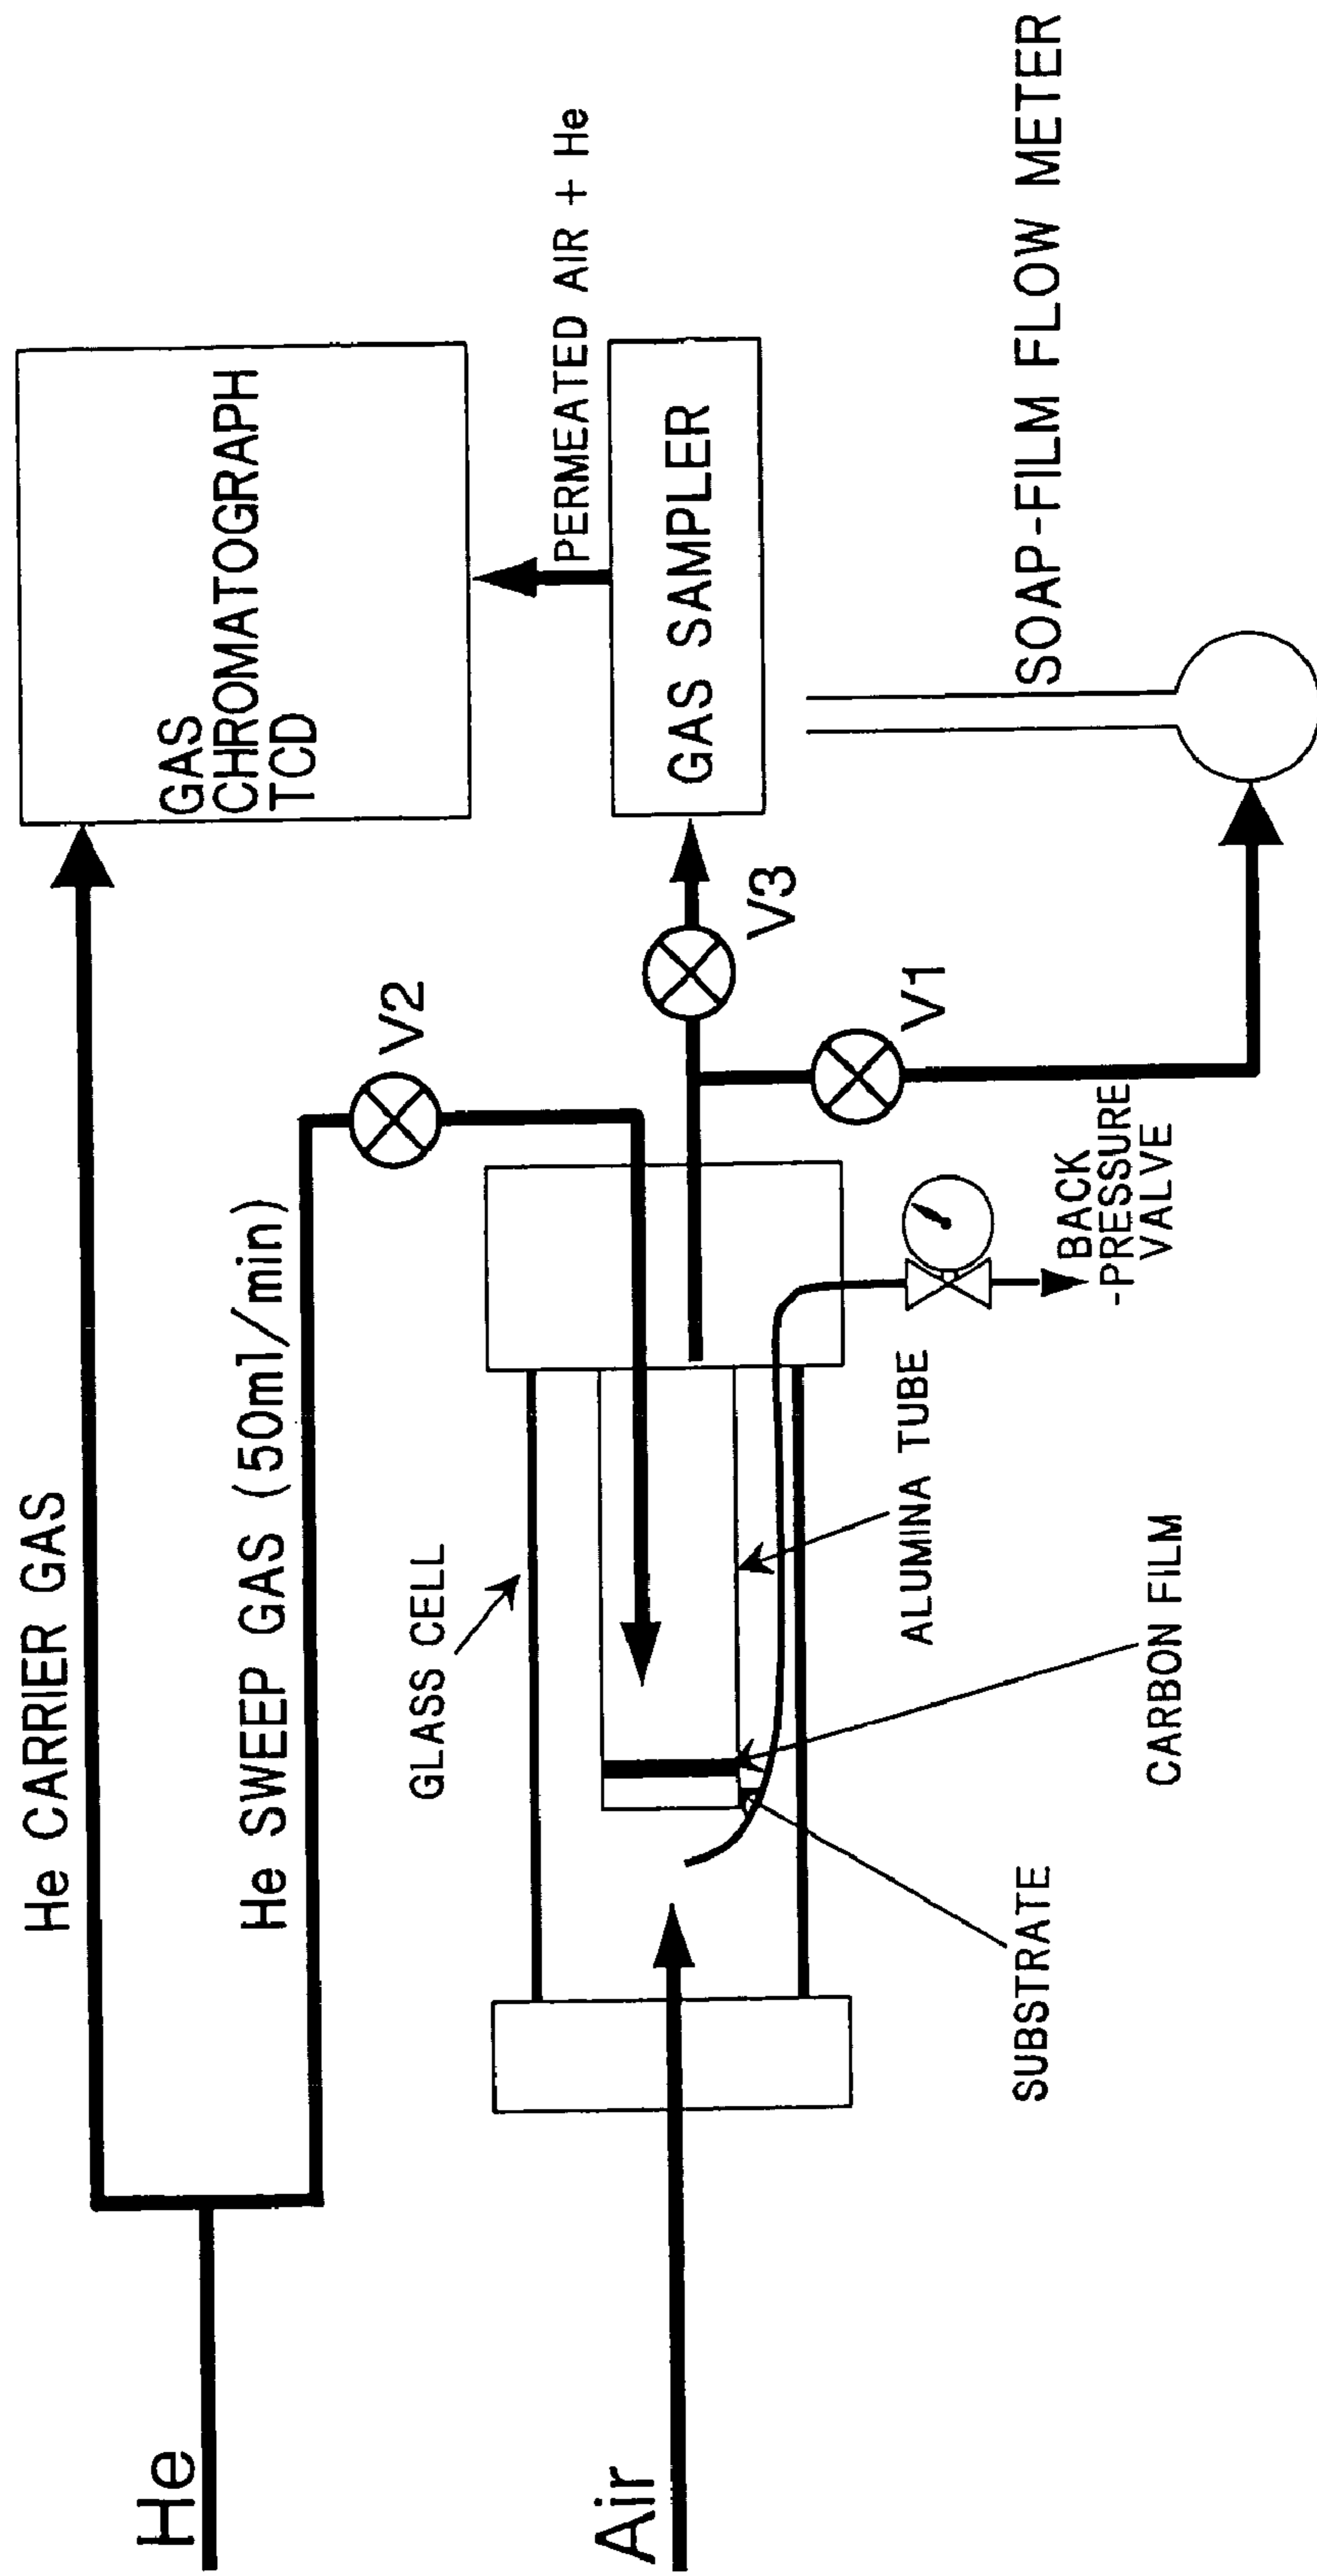 He
He CARRIER GAS
He SWEEP GAS (50ml/min)
V2
GAS
CHROMATOGRAPH
TCD
PERMEATED AIR + He
GAS SAMPLER
V3
V1
Air
GLASS CELL
ALUMINA TUBE
BACK
-PRESSURE
VALVE
SUBSTRATE
CARBON FILM
SOAP-FILM FLOW METER